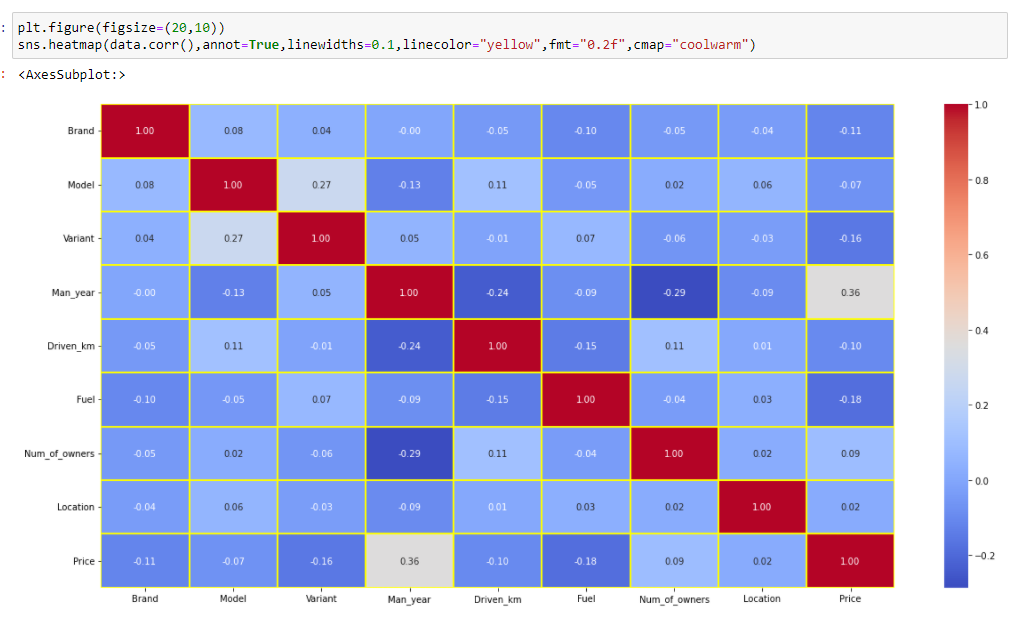 : plt.figure(figsize=(20,10))
sns.heatmap(data.corr(),annot=True,linewidths=0.1,linecolor="yellow",fmt="0.2f",cmap="coolwarm")
: <AxesSubplot:>
1.0
Brand 1.00 0.08 0.04 -0.00 -0.05 -0.10 -0.05 -0.04 -0.11
0.8
Model 0.08 1.00 0.27 -0.13 0.11 -0.05 0.02 0.06 -0.07
Variant 0.04 0.27 1.00 0.05 -0.01 0.07 -0.06 -0.03 -0.16
0.6
Man_year -0.00 -0.13 0.05 1.00 -0.24 -0.09 -0.29 -0.09 0.36
0.4
Driven_km -0.05 0.11 -0.01 -0.24 1.00 -0.15 0.11 0.01 -0.10
Fuel -0.10 -0.05 0.07 -0.09 -0.15 1.00 -0.04 0.03 -0.18
0.2
Num_of_owners -0.05 0.02 -0.06 -0.29 0.11 -0.04 1.00 0.02 0.09
0.0
Location -0.04 0.06 -0.03 -0.09 0.01 0.03 0.02 1.00 0.02
−0.2
Price -0.11 -0.07 -0.16 0.36 -0.10 -0.18 0.09 0.02 1.00
Brand Model Variant Man_year Driven_km Fuel Num_of_owners Location Price